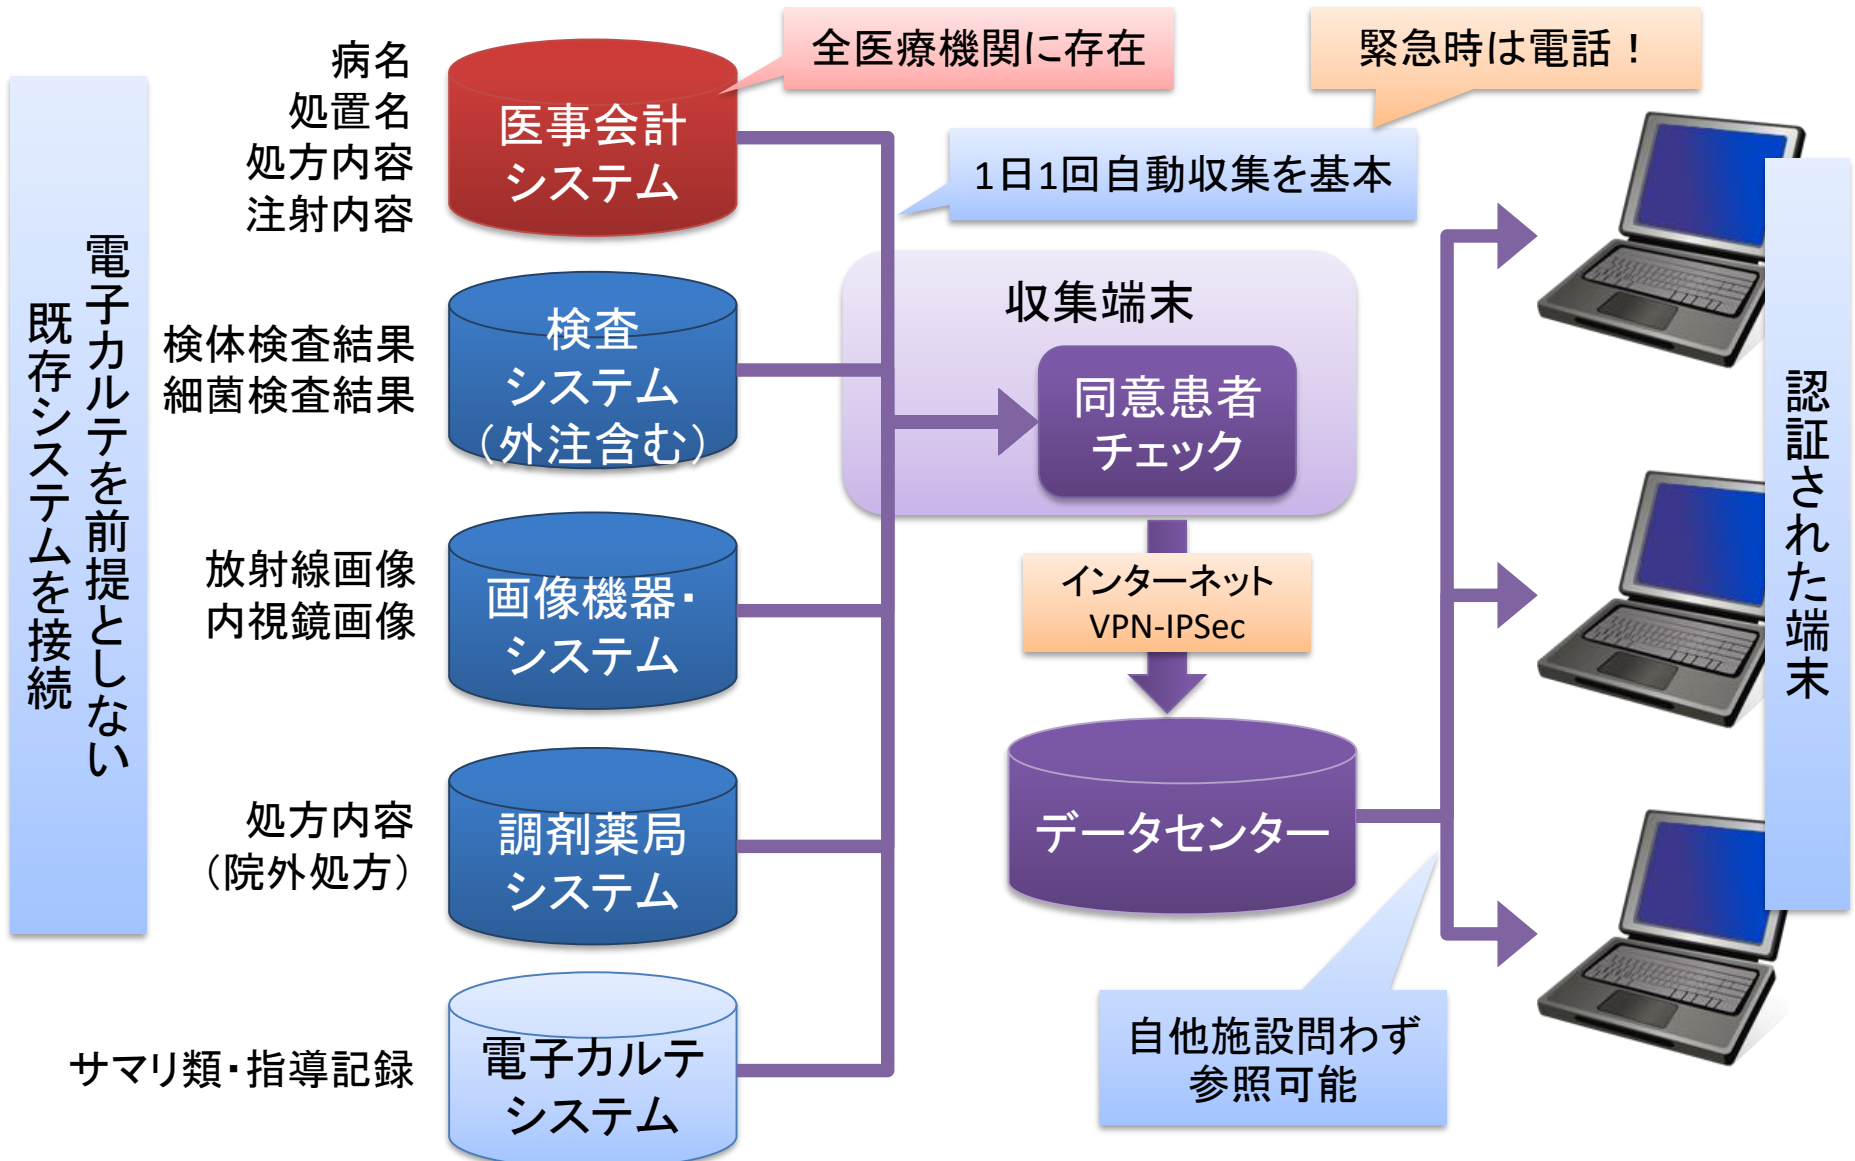 電子カルテを前提としない
既存システムを接続
病名
処置名
処方内容
注射内容
医事会計
システム
全医療機関に存在
緊急時は電話！
1日1回自動収集を基本
検体検査結果
細菌検査結果
検査
システム
（外注含む）
収集端末
同意患者
チェック
放射線画像
内視鏡画像
画像機器・
システム
インターネット
VPN-IPSec
処方内容
（院外処方）
調剤薬局
システム
データセンター
サマリ類・指導記録
電子カルテ
システム
自他施設問わず
参照可能
認証された端末